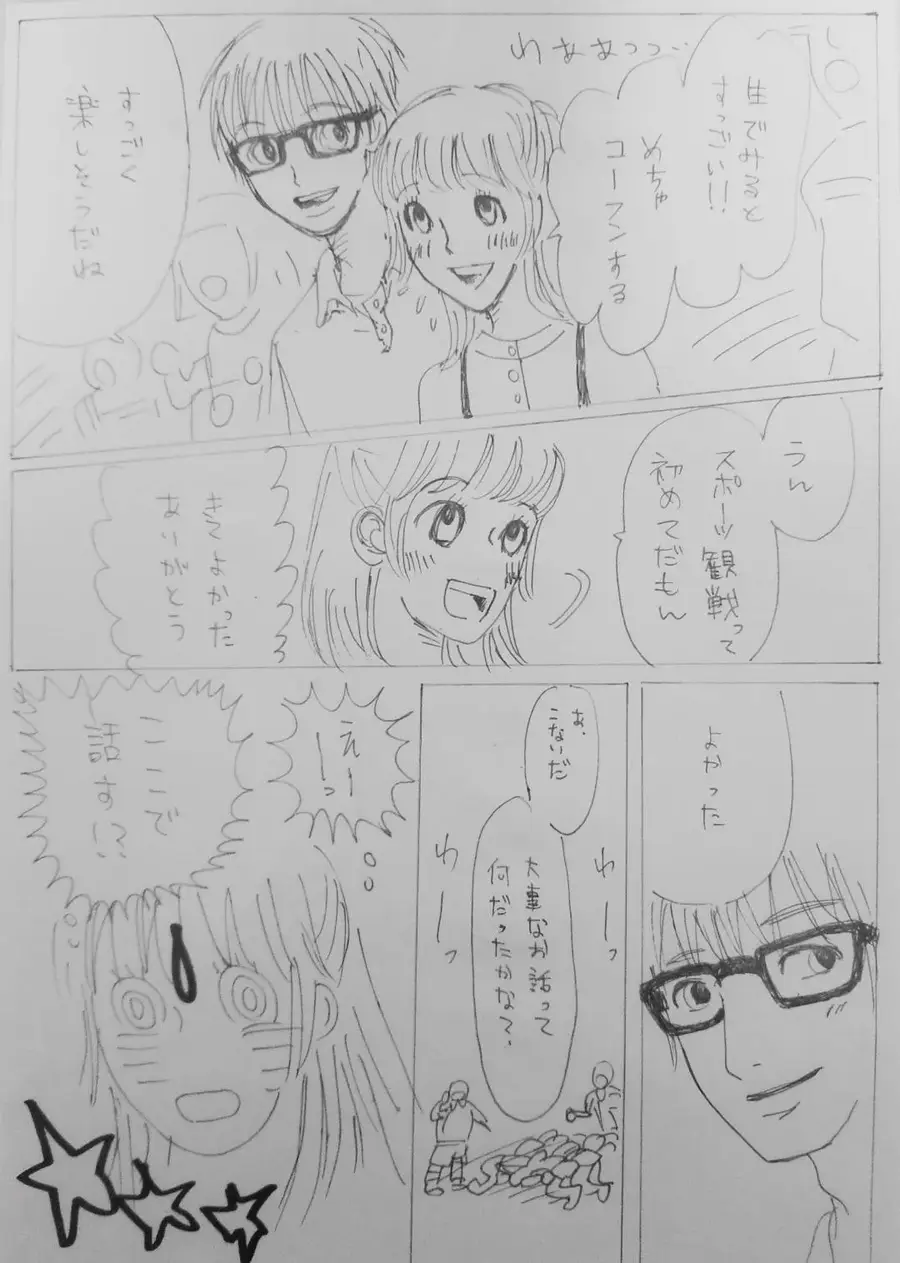 わぁぁっっ…
生でみると
すっごい!!
めちゃ
コーフンする
すっごく
楽しそうだね
うん
スポーツ観戦って
初めてだもん
きてよかった
ありがとう
よかった
あ、
こないだ
大事なお話って
何だったかな?
わーっ
わーっ
えーーっ
ここで
話す!?